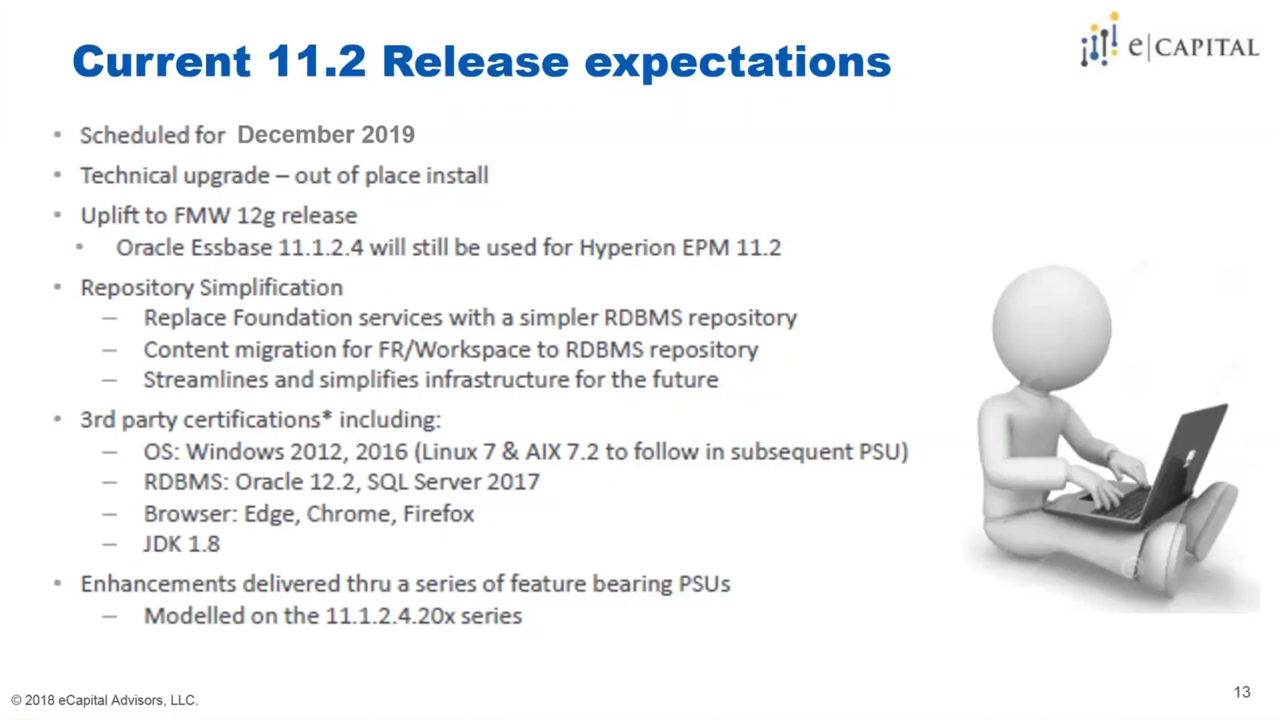 Current 11.2 Release expectations
e|CAPITAL
• Scheduled for December 2019
• Technical upgrade – out of place install
• Uplift to FMW 12g release
• Oracle Essbase 11.1.2.4 will still be used for Hyperion EPM 11.2
• Repository Simplification
– Replace Foundation services with a simpler RDBMS repository
– Content migration for FR/Workspace to RDBMS repository
– Streamlines and simplifies infrastructure for the future
• 3rd party certifications* including:
– OS: Windows 2012, 2016 (Linux 7 & AIX 7.2 to follow in subsequent PSU)
– RDBMS: Oracle 12.2, SQL Server 2017
– Browser: Edge, Chrome, Firefox
– JDK 1.8
• Enhancements delivered thru a series of feature bearing PSUs
– Modelled on the 11.1.2.4.20x series
© 2018 eCapital Advisors, LLC.
13